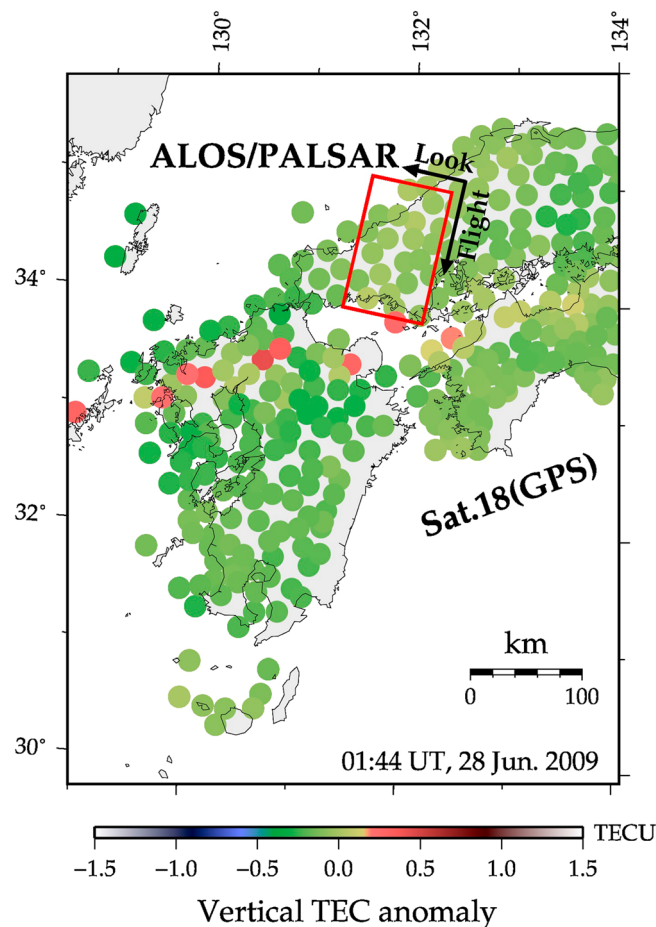 130° 132° 134°
ALOS/PALSAR Look
Flight
34°
32°
30°
Sat.18(GPS)
km
0 100
01:44 UT, 28 Jun. 2009
TECU
−1.5 −1.0 −0.5 0.0 0.5 1.0 1.5
Vertical TEC anomaly